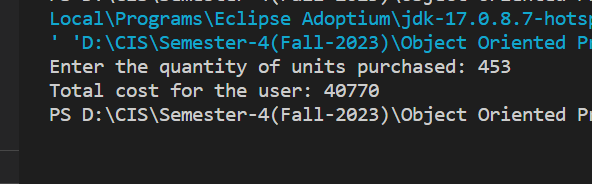 Local\Programs\Eclipse Adoptium\jdk-17.0.8.7-hotsp
' 'D:\CIS\Semester-4(Fall-2023)\Object Oriented Pr
Enter the quantity of units purchased: 453
Total cost for the user: 40770
PS D:\CIS\Semester-4(Fall-2023)\Object Oriented Pr